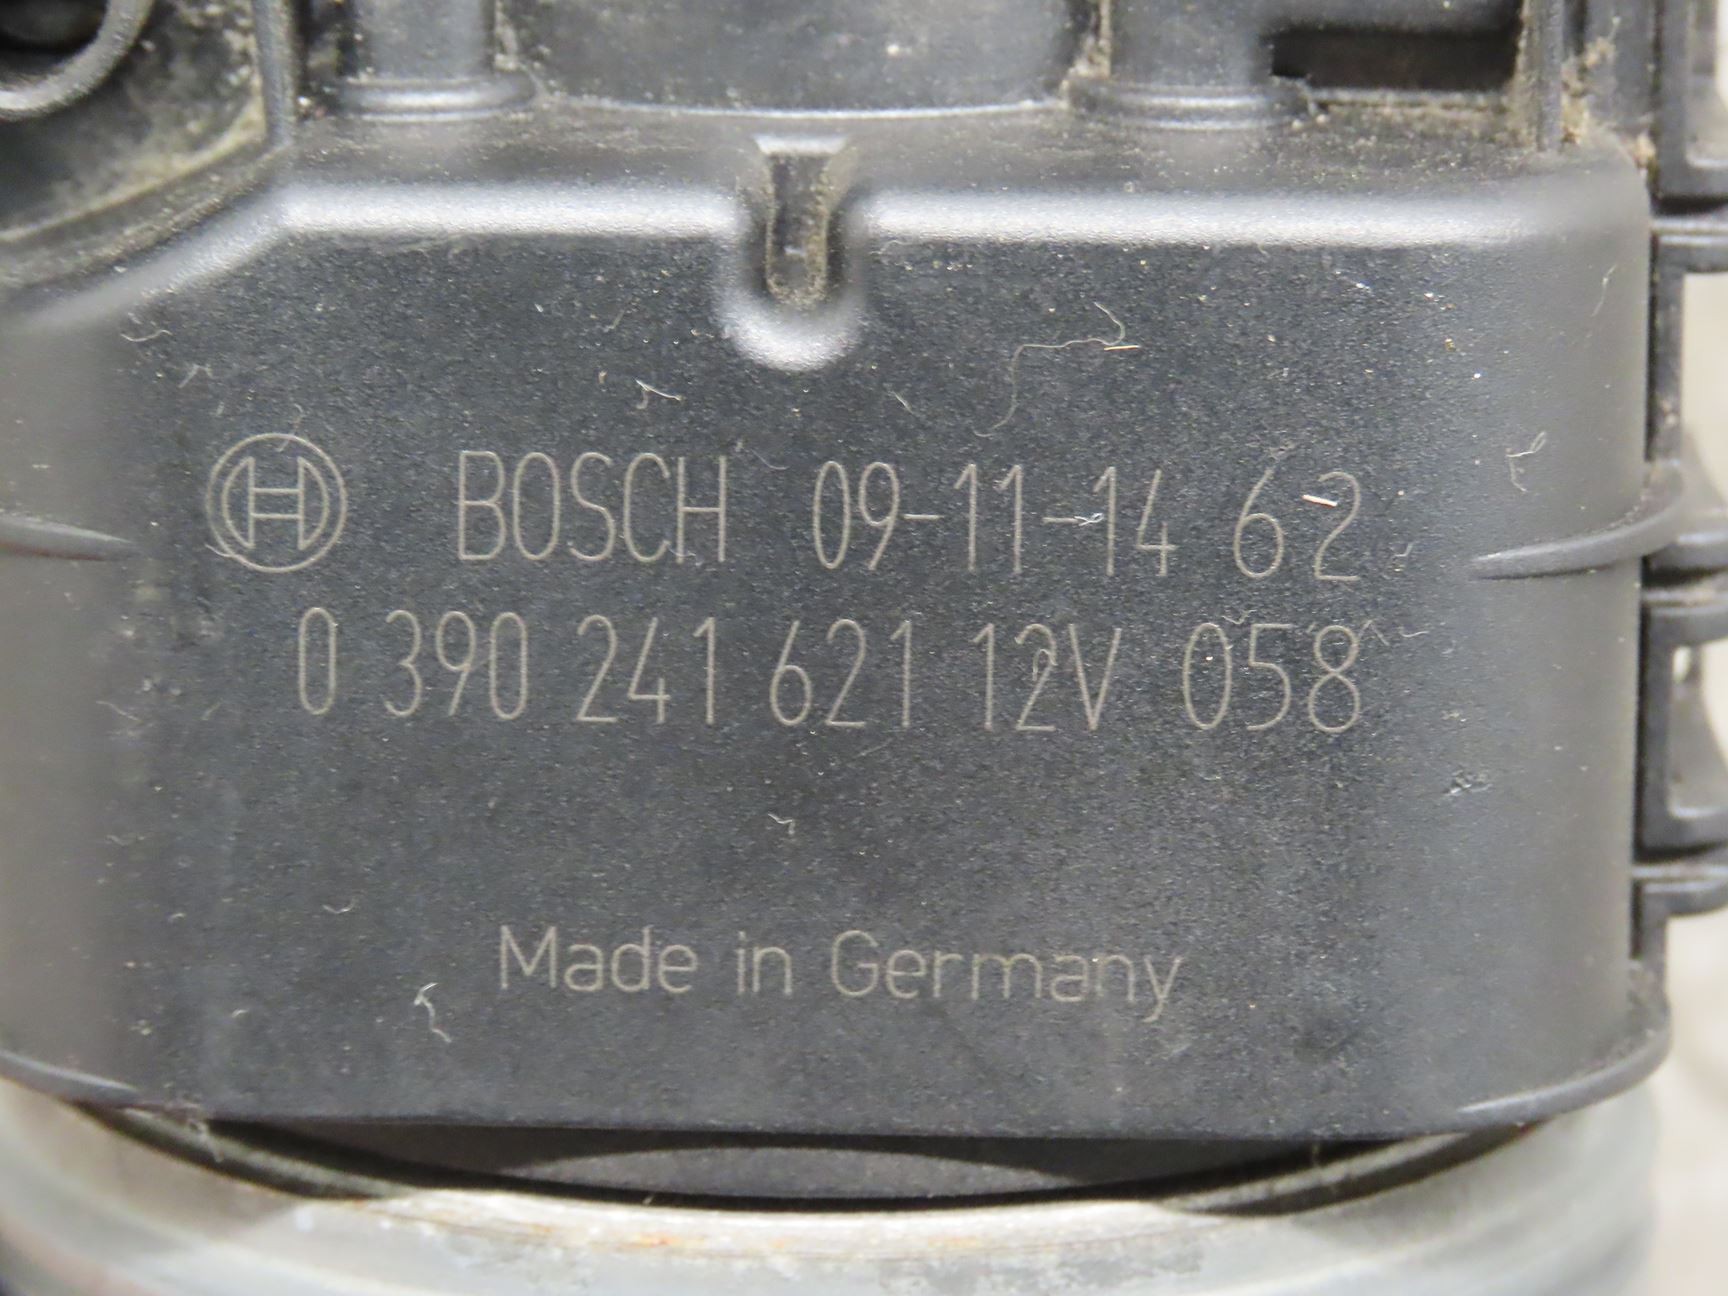 BOSCH 09-11-14 62
0 390 241 621 12V 058
Made in Germany